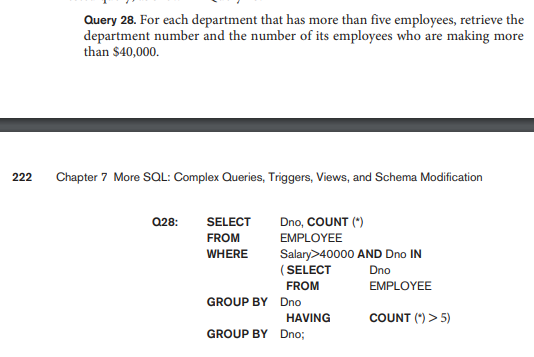 Query 28. For each department that has more than five employees, retrieve the
department number and the number of its employees who are making more
than $40,000.
222 Chapter 7 More SQL: Complex Queries, Triggers, Views, and Schema Modification
Q28: SELECT Dno, COUNT (*)
FROM EMPLOYEE
WHERE Salary>40000 AND Dno IN
( SELECT Dno
FROM EMPLOYEE
GROUP BY Dno
HAVING COUNT (*) > 5)
GROUP BY Dno;